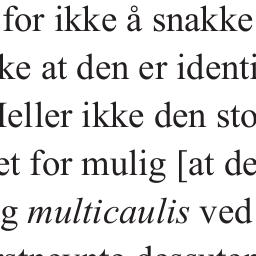 for ikke å snakke
ke at den er identi
Heller ikke den sto
et for mulig [at de
g multicaulis ved